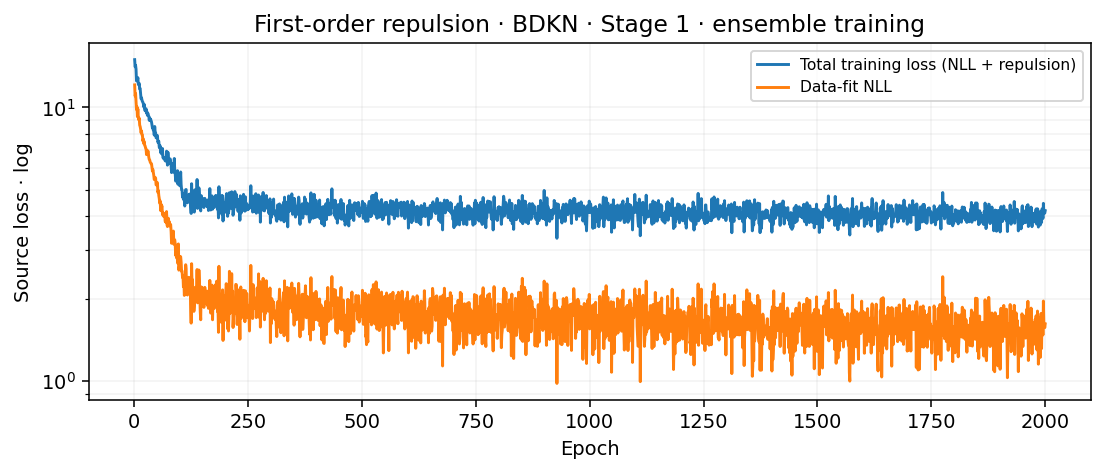 First-order repulsion · BDKN · Stage 1 · ensemble training
Total training loss (NLL + repulsion)
Data-fit NLL
Source loss · log
10¹
10⁰
0 250 500 750 1000 1250 1500 1750 2000
Epoch